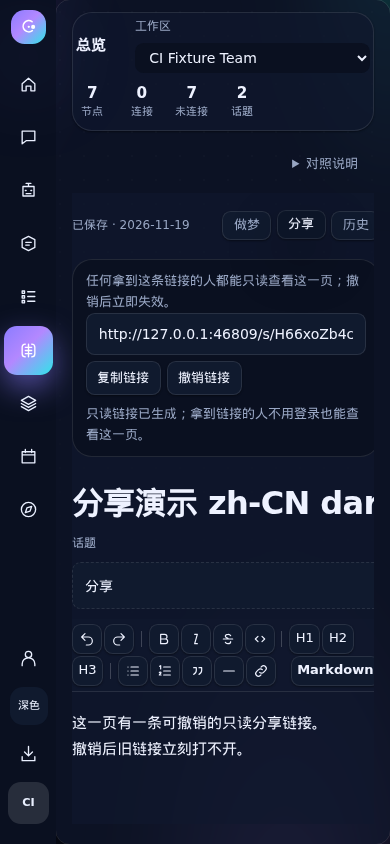 工作区
总览
CI Fixture Team
7 0 7 2
节点 连接 未连接 话题
▶ 对照说明
已保存 · 2026-11-19 做梦 分享 历史
任何拿到这条链接的人都能只读查看这一页；撤
销后立即失效。
http://127.0.0.1:46809/s/H66xoZb4c
复制链接 撤销链接
只读链接已生成；拿到链接的人不用登录也能查
看这一页。
分享演示 zh-CN dar
话题
分享
B I S H1 H2
H3 Markdown
这一页有一条可撤销的只读分享链接。
撤销后旧链接立刻打不开。
深色
CI